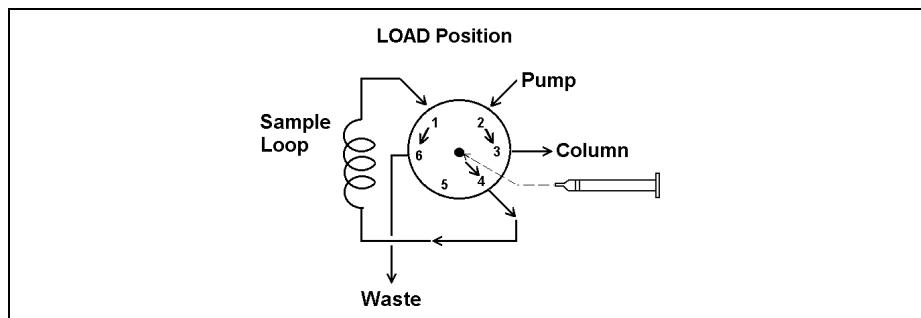 LOAD Position
Pump
Sample
Loop
1 2
6 3
Column
5 4
Waste